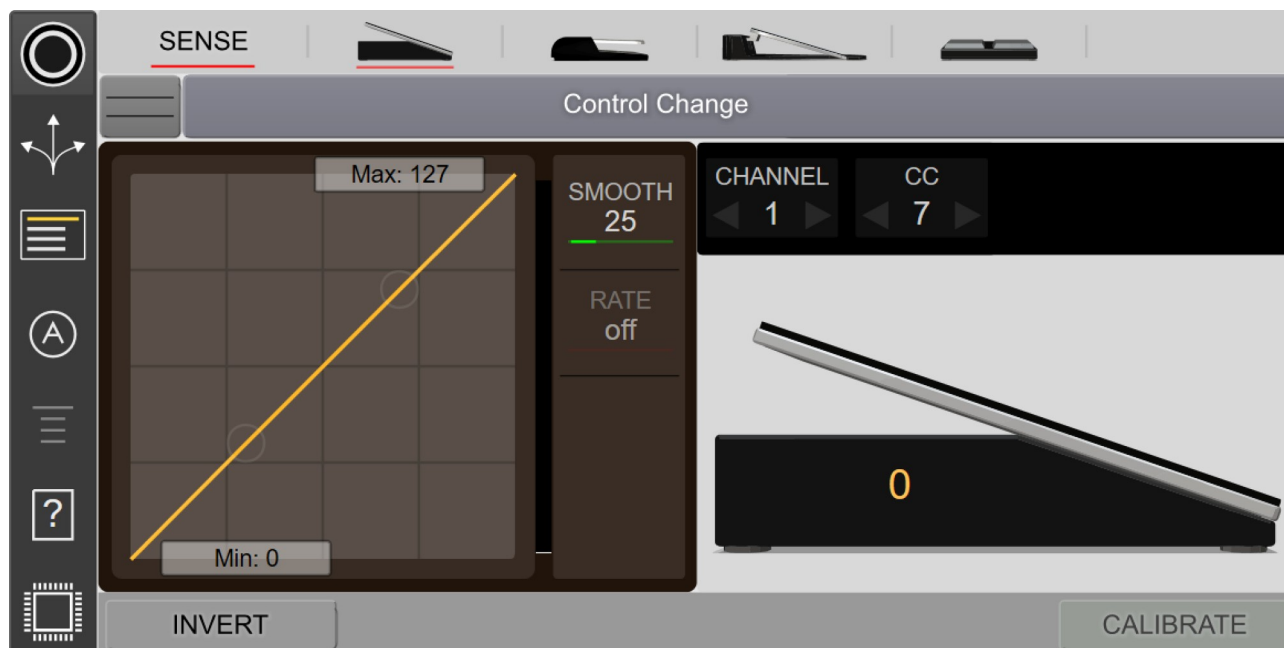 SENSE
Control Change
Max: 127
SMOOTH
25
RATE
off
Min: 0
CHANNEL
1
CC
7
A
0
?
INVERT
CALIBRATE